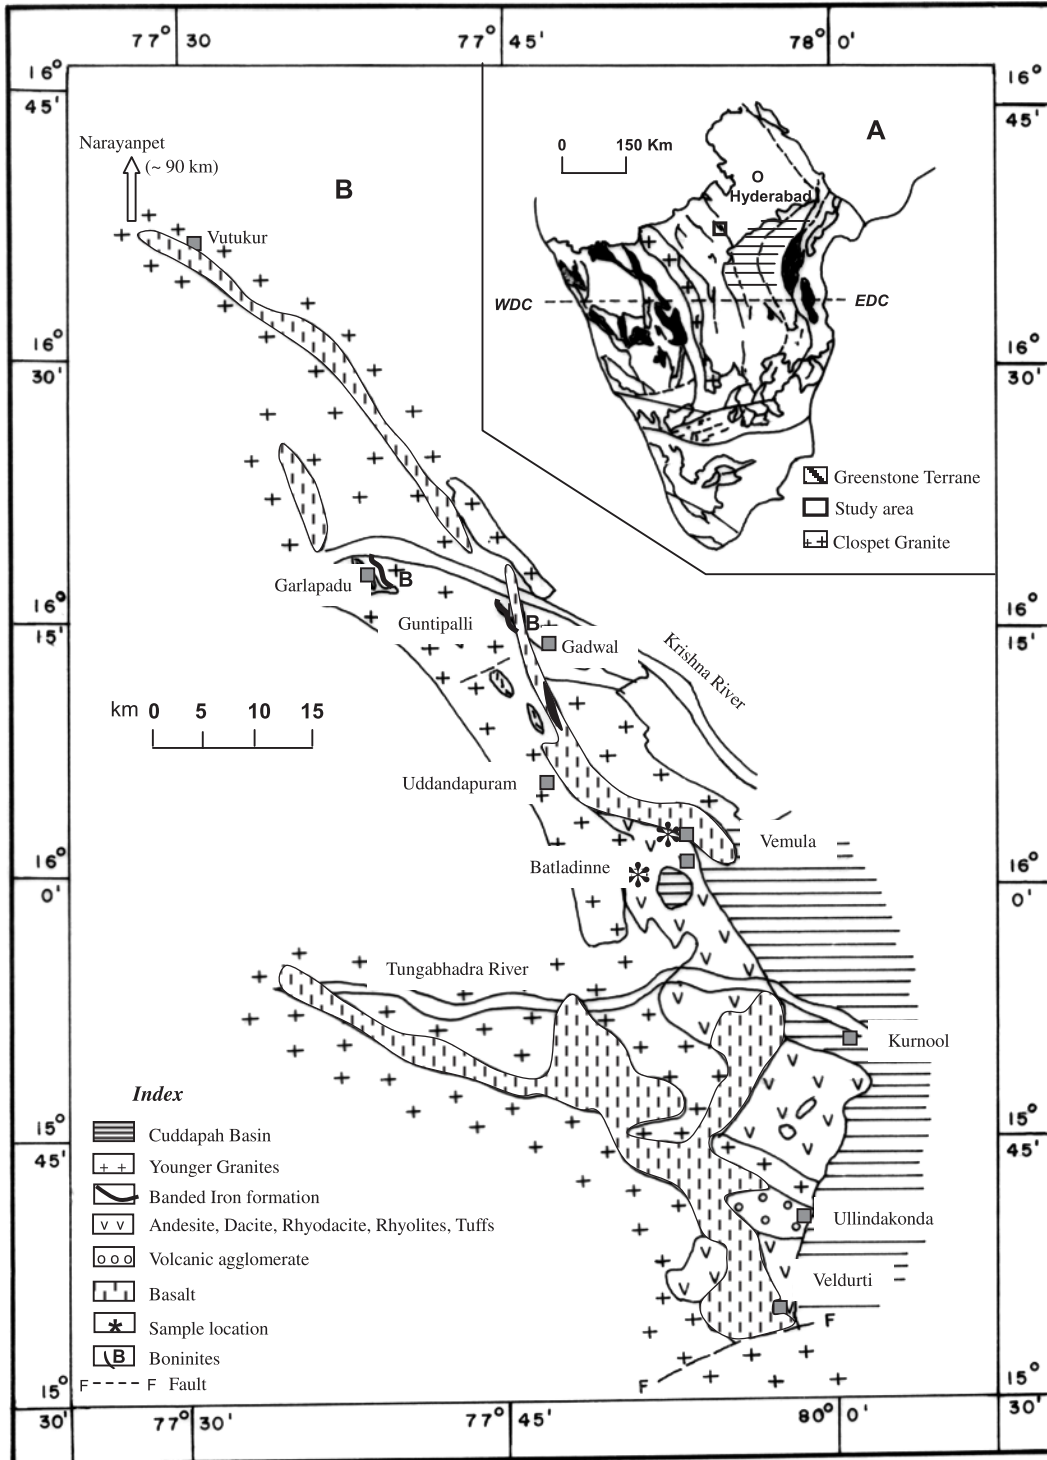 77° 30
77° 45'
78° 0'
16° 45'
16° 45'
Narayanpet
(~ 90 km)
B
A
0 150 Km
O
Hyderabad
Vutukur
WDC
EDC
16° 30'
16° 30'
Greenstone Terrane
Study area
Clospet Granite
B
Garlapadu
16° 15'
Guntipalli
B
Gadwal
16° 15'
Krishna River
km 0 5 10 15
Uddandapuram
Vemula
Batladinne
16° 0'
16° 0'
Tungabhadra River
Kurnool
Index
15° 45'
15° 45'
Cuddapah Basin
Younger Granites
Banded Iron formation
Andesite, Dacite, Rhyodacite, Rhyolites, Tuffs
Volcanic agglomerate
Basalt
Sample location
B Boninites
F F Fault
Ullindakonda
Veldurti
F
F
15° 30'
15° 30'
77° 30'
77° 45'
80° 0'